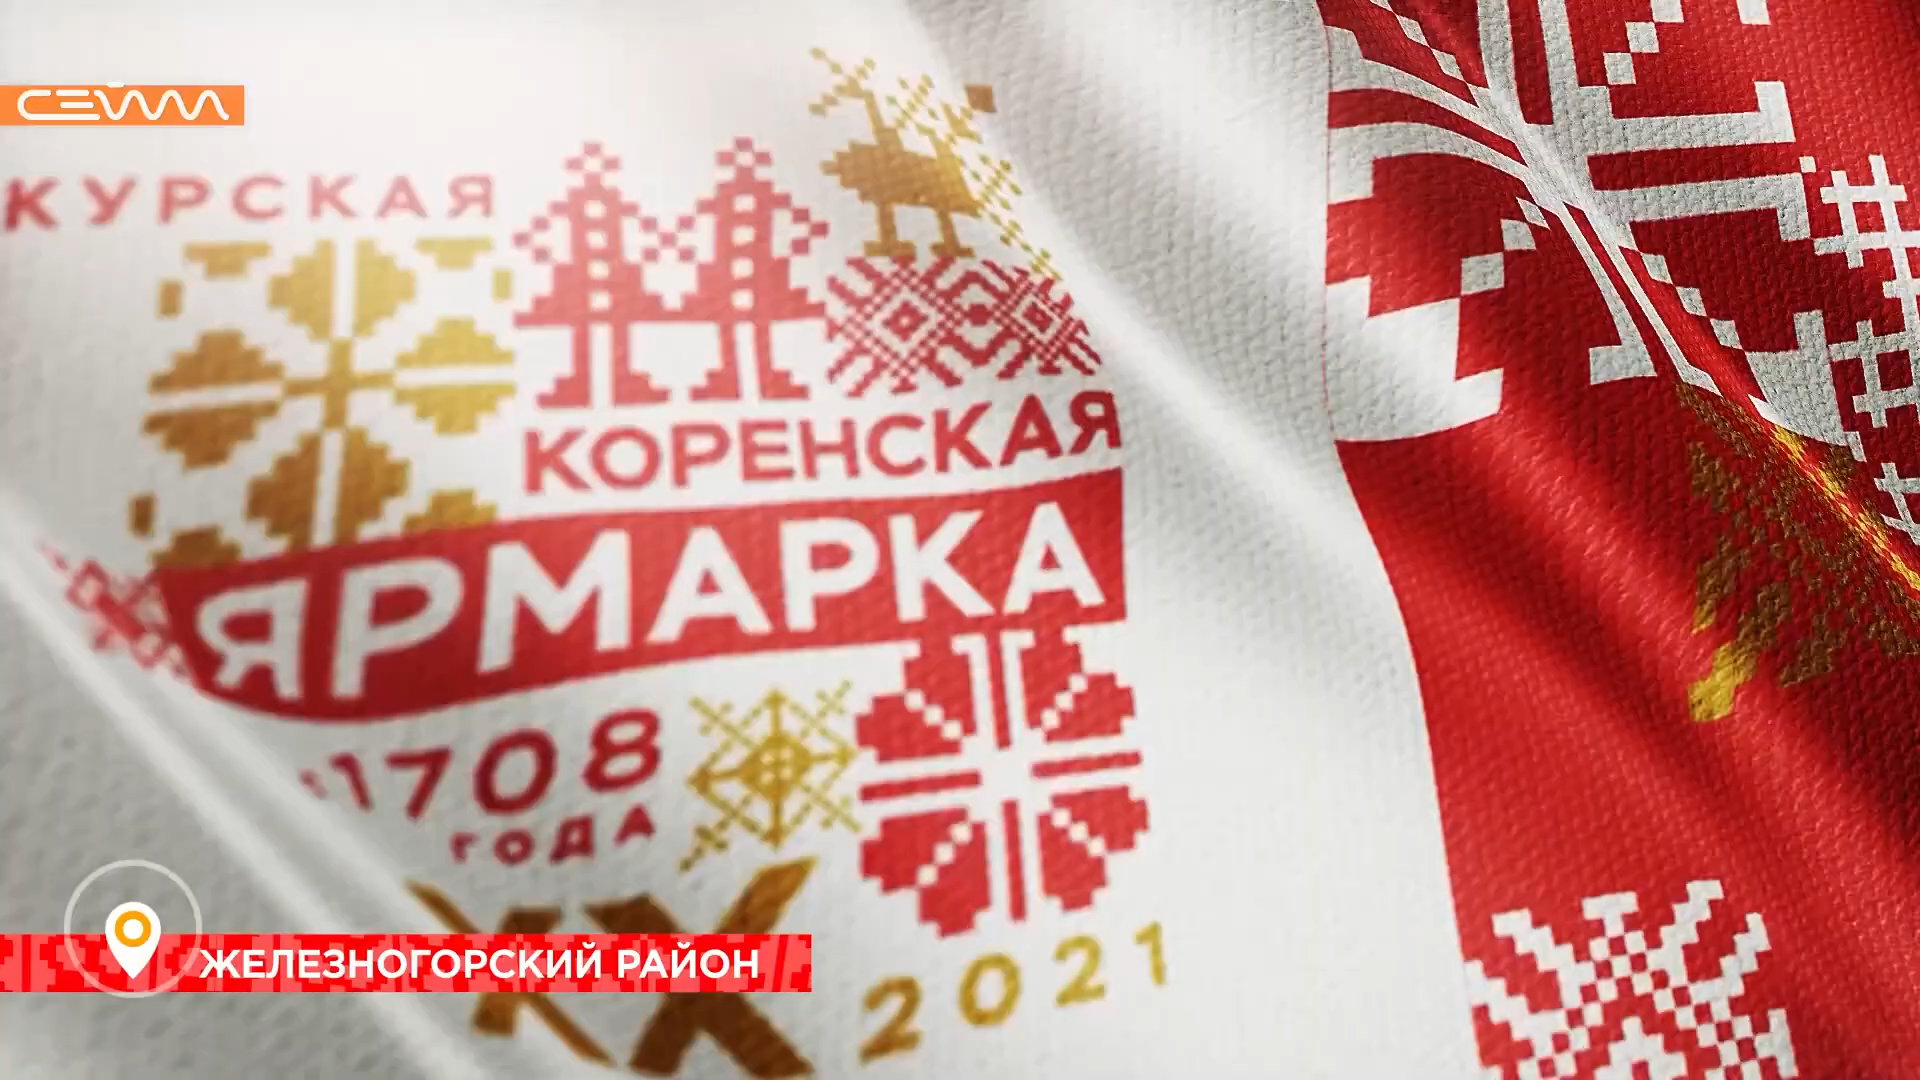 СЕЙМ
КУРСКАЯ
КОРЕНСКАЯ
ЯРМАРКА
1708
ГОДА
XX
2021
ЖЕЛЕЗНОГОРСКИЙ РАЙОН